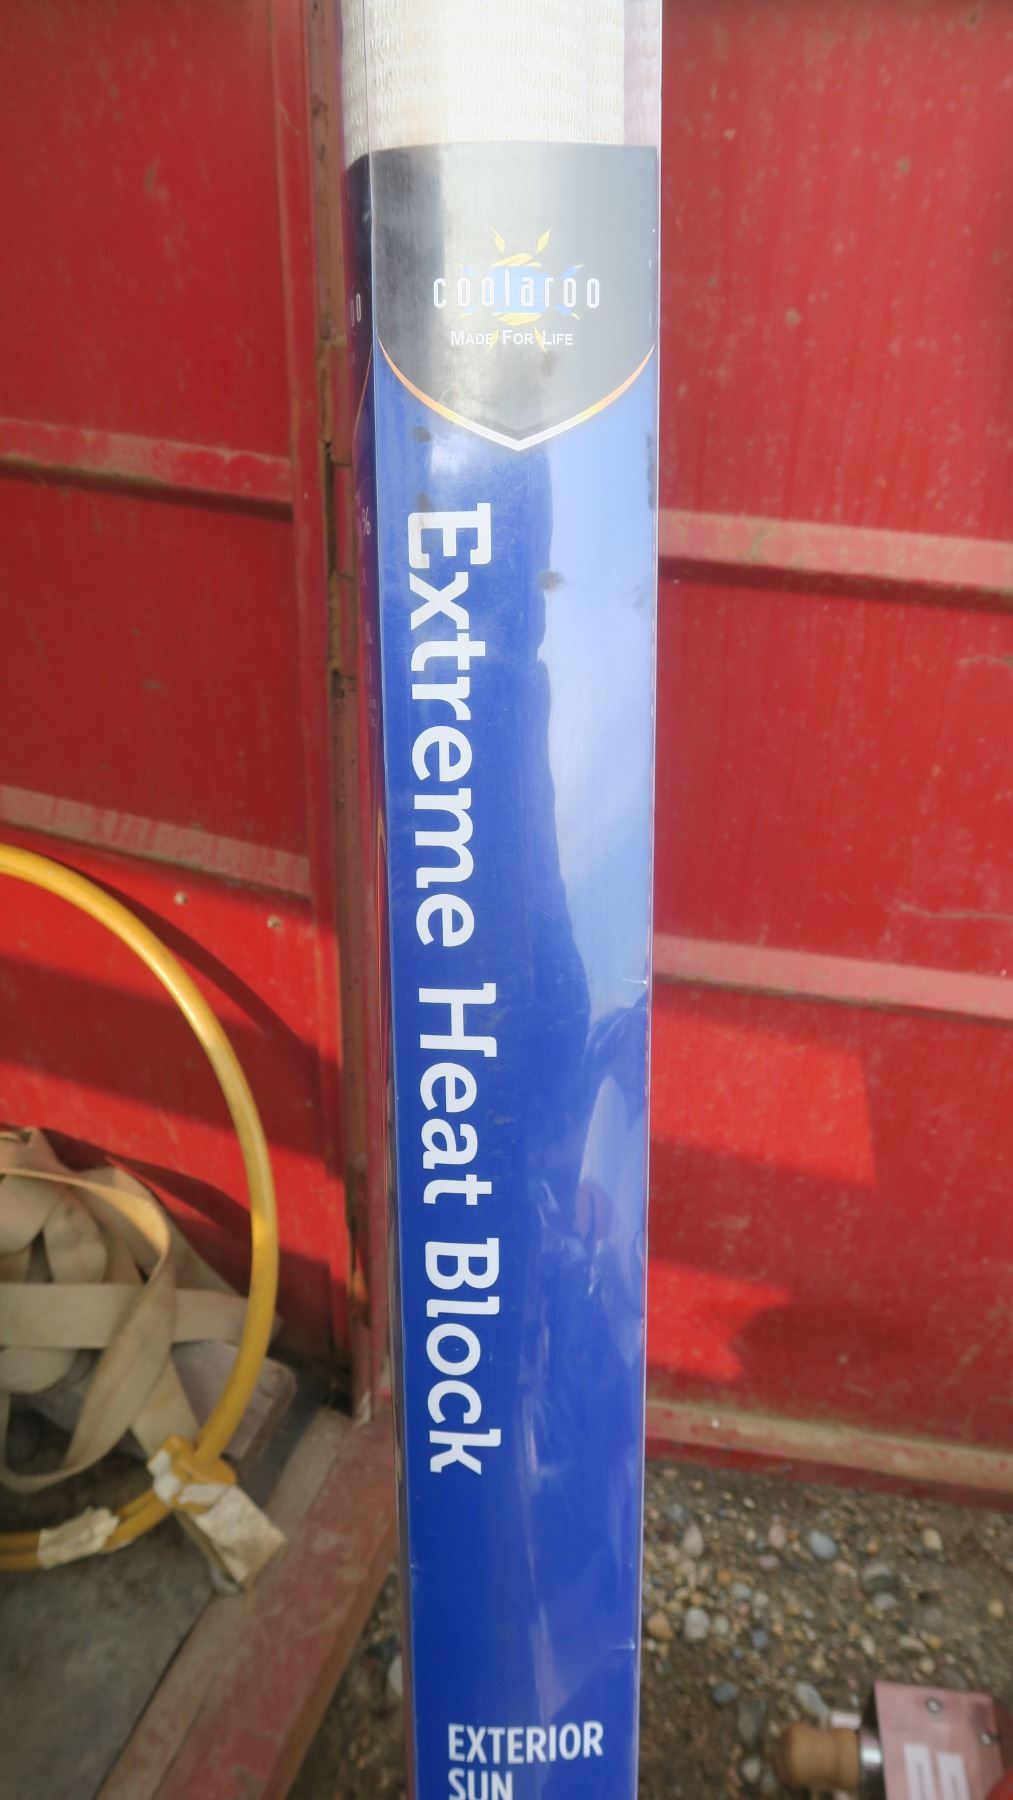 coolaroo
MADE FOR LIFE
Extreme Heat Block
EXTERIOR
SUN
%